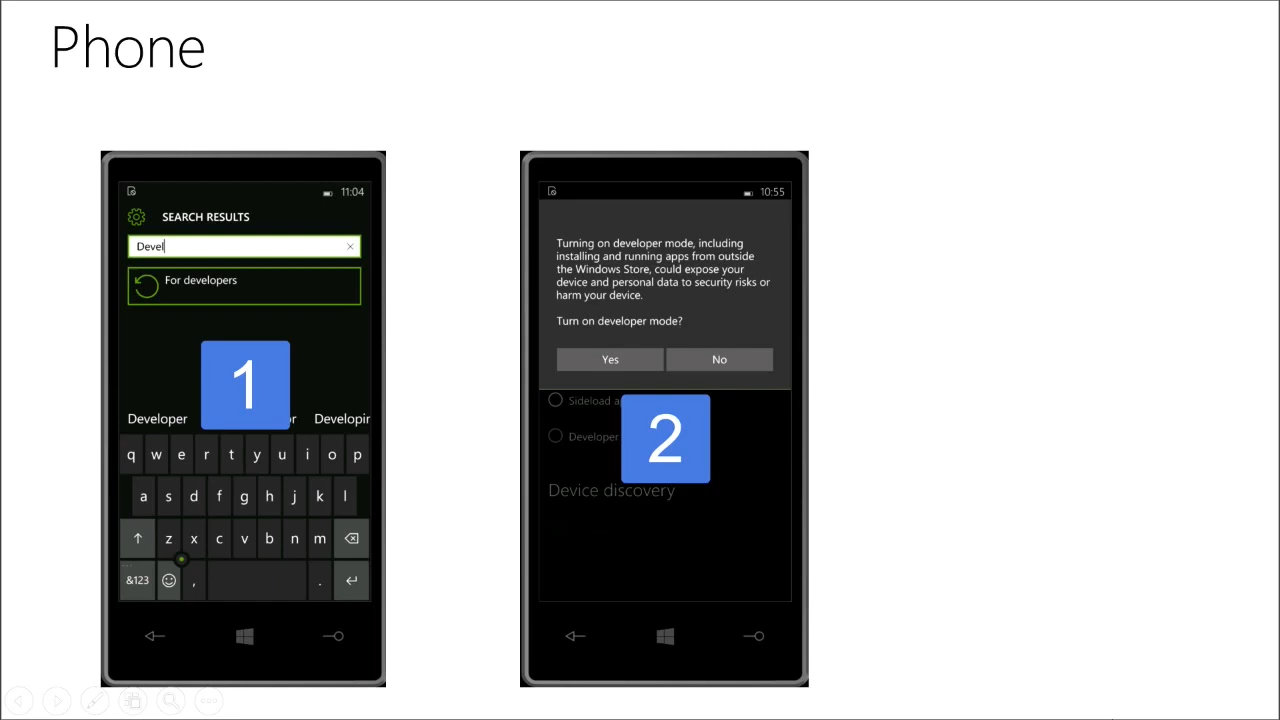 Phone
11:04
SEARCH RESULTS
Devel
For developers
1
Developer
or
Developin
q w e r t y u i o p
a s d f g h j k l
z x c v b n m
&123 , .
10:55
Turning on developer mode, including
installing and running apps from outside
the Windows Store, could expose your
device and personal data to security risks or
harm your device.
Turn on developer mode?
Yes No
Sideload
Developer
2
Device discovery